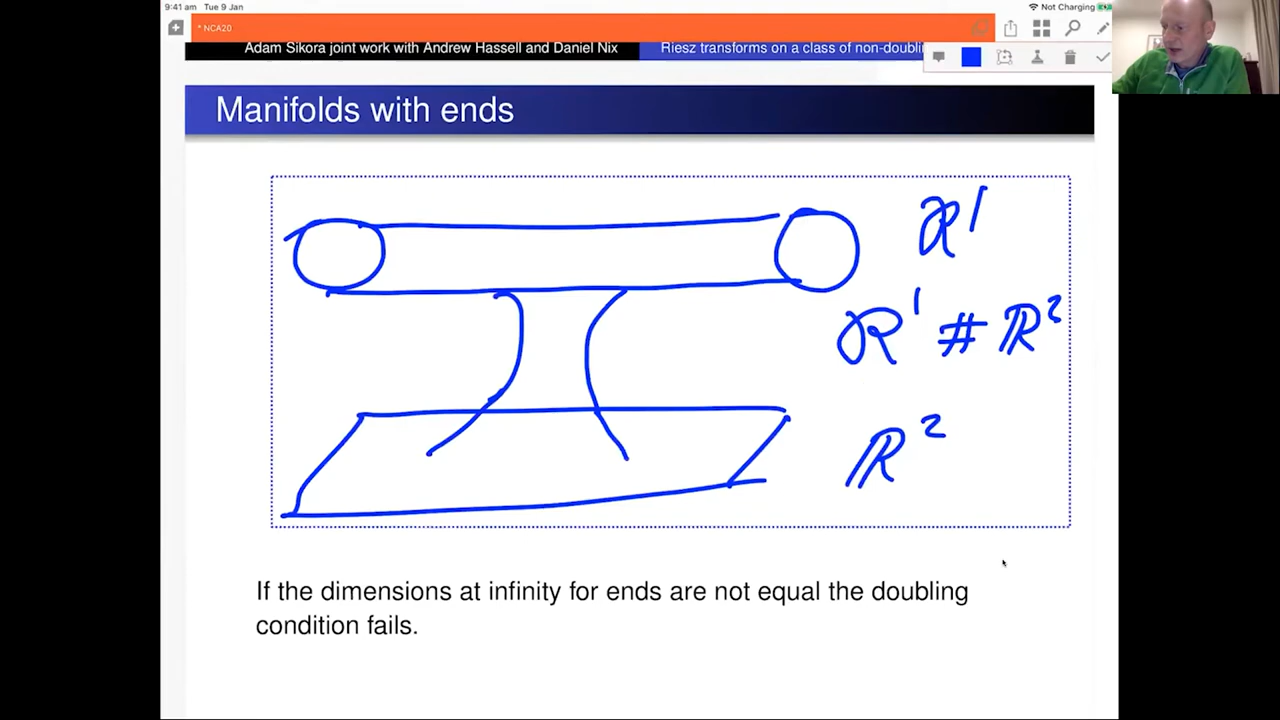 9:41 am Tue 9 Jan
Not Charging
* NCA20
Adam Sikora joint work with Andrew Hassell and Daniel Nix
Riesz transforms on a class of non-doublin
Manifolds with ends
ℛ¹
ℛ¹ # ℝ²
ℝ²
If the dimensions at infinity for ends are not equal the doubling
condition fails.